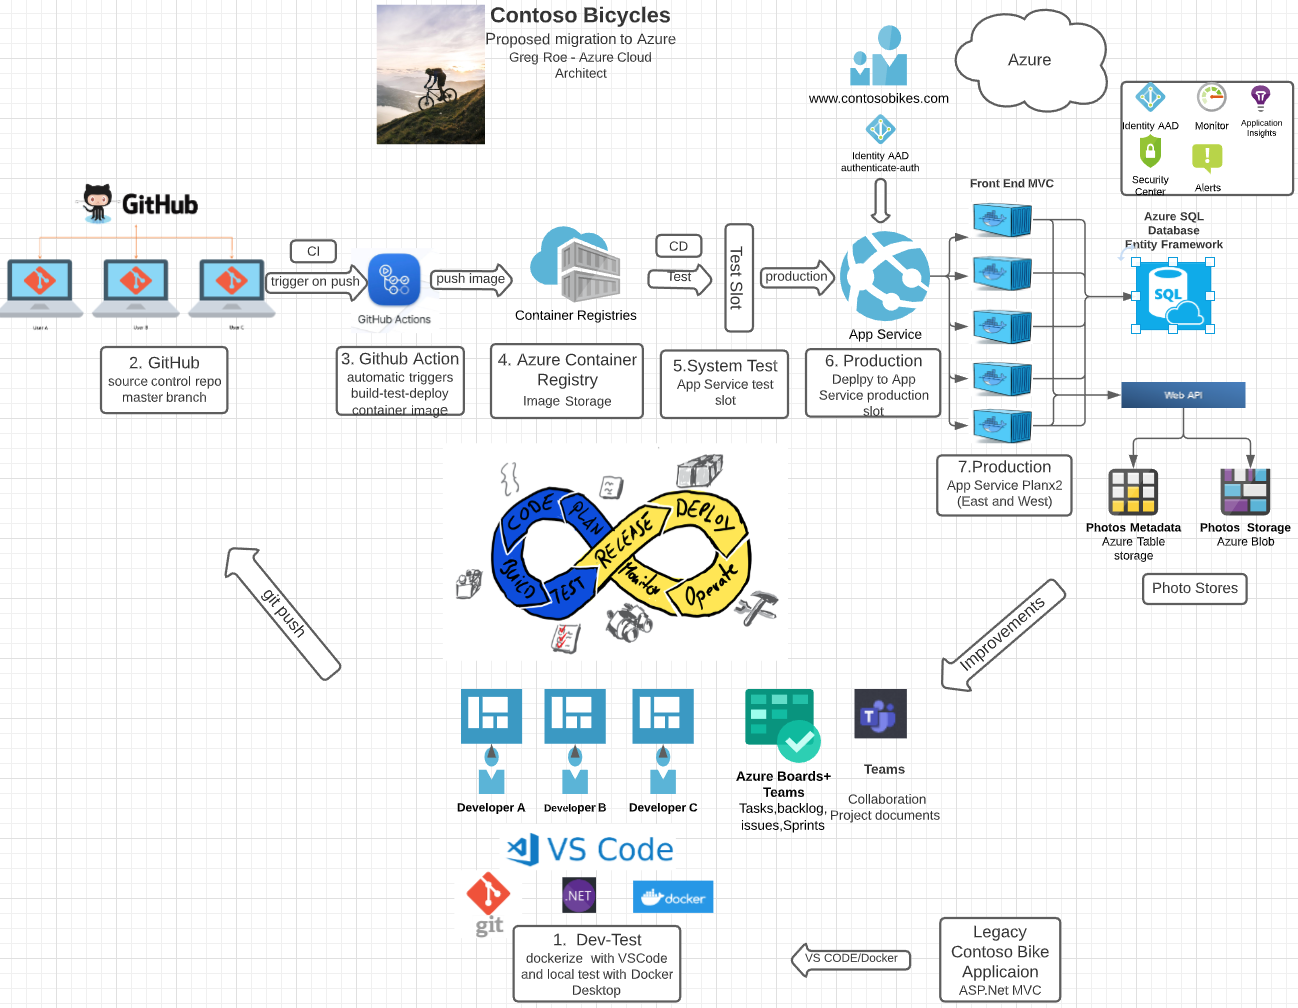 Contoso Bicycles
Proposed migration to Azure
Greg Roe - Azure Cloud
Architect
www.contosobikes.com
Identity AAD
authenticate-auth
Azure
Identity AAD
Monitor
Application
Insights
Security
Center
Alerts
GitHub
User A
User B
User C
CI
trigger on push
GitHub Actions
push image
Container Registries
CD
Test
Test Slot
production
App Service
Front End MVC
Azure SQL
Database
Entity Framework
SQL
2. GitHub
source control repo
master branch
3. Github Action
automatic triggers
build-test-deploy
container image
4. Azure Container
Registry
Image Storage
5.System Test
App Service test
slot
6. Production
Deplpy to App
Service production
slot
Web API
7.Production
App Service Planx2
(East and West)
Photos Metadata
Azure Table
storage
Photos Storage
Azure Blob
Photo Stores
CODE
PLAN
BUILD
TEST
RELEASE
DEPLOY
Operate
Monitor
git push
Improvements
Developer A
Developer B
Developer C
Azure Boards+
Teams
Tasks,backlog,
issues,Sprints
T
Teams
Collaboration
Project documents
VS Code
git
.NET
docker
1. Dev-Test
dockerize with VSCode
and local test with Docker
Desktop
VS CODE/Docker
Legacy
Contoso Bike
Applicaion
ASP.Net MVC